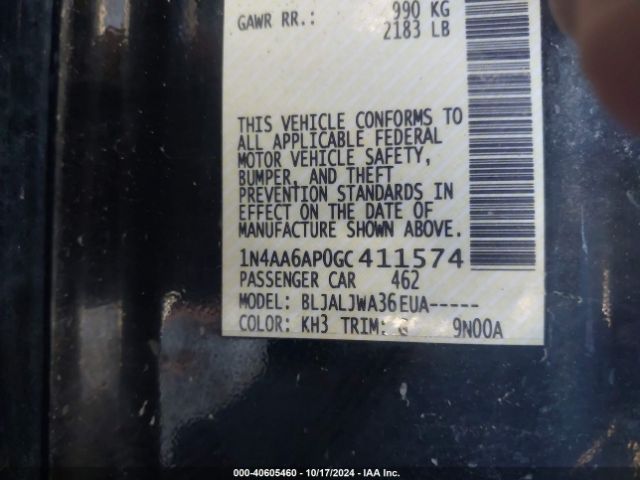 GAWR RR.: 990 KG
2183 LB
THIS VEHICLE CONFORMS TO
ALL APPLICABLE FEDERAL
MOTOR VEHICLE SAFETY,
BUMPER, AND THEFT
PREVENTION STANDARDS IN
EFFECT ON THE DATE OF
MANUFACTURE SHOWN ABOVE.
1N4AA6AP0GC411574
PASSENGER CAR 462
MODEL: BLJALJWA36EUA-----
COLOR: KH3 TRIM: G 9N00A
000-40605460 - 10/17/2024 - IAA Inc.